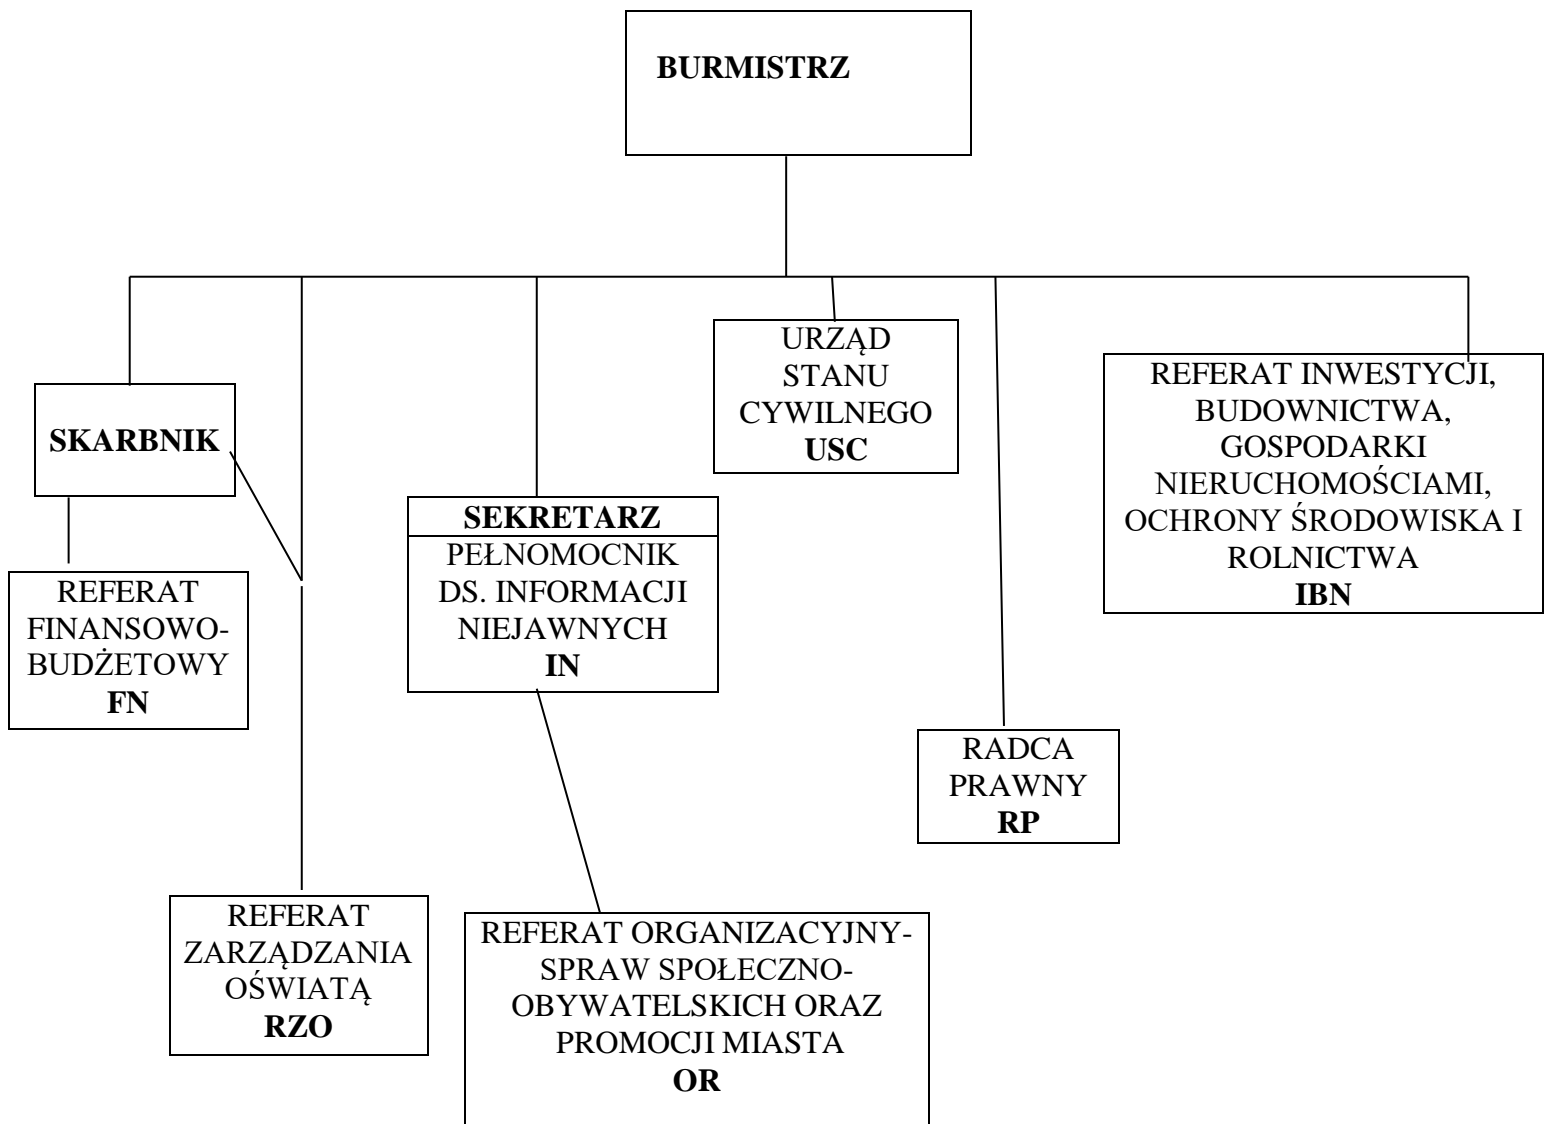 BURMISTRZ
SKARBNIK
REFERAT
FINANSOWO-
BUDŻETOWY
FN
REFERAT
ZARZĄDZANIA
OŚWIATĄ
RZO
SEKRETARZ
PEŁNOMOCNIK
DS. INFORMACJI
NIEJAWNYCH
IN
REFERAT ORGANIZACYJNY-
SPRAW SPOŁECZNO-
OBYWATELSKICH ORAZ
PROMOCJI MIASTA
OR
URZĄD
STANU
CYWILNEGO
USC
RADCA
PRAWNY
RP
REFERAT INWESTYCJI,
BUDOWNICTWA,
GOSPODARKI
NIERUCHOMOŚCIAMI,
OCHRONY ŚRODOWISKA I
ROLNICTWA
IBN